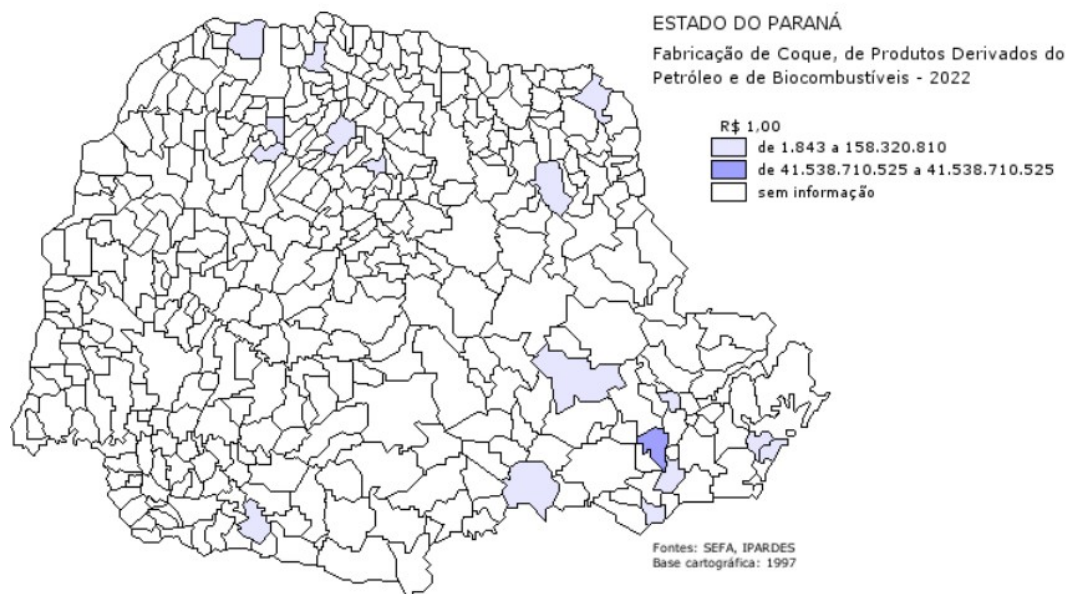 ESTADO DO PARANÁ
Fabricação de Coque, de Produtos Derivados do
Petróleo e de Biocombustíveis - 2022
R$ 1,00
de 1.843 a 158.320.810
de 41.538.710.525 a 41.538.710.525
sem informação
Fontes: SEFA, IPARDES
Base cartográfica: 1997